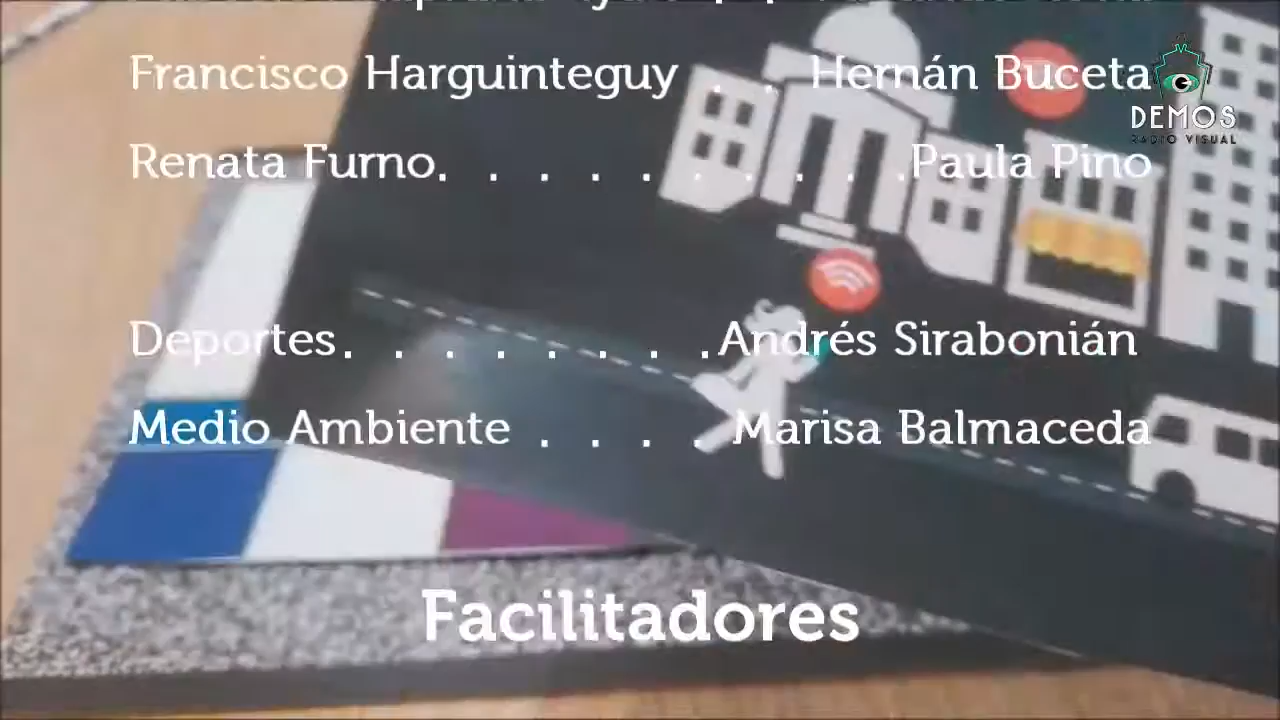 Francisco Harguinteguy . . Hernán Buceta
DEMOS
RADIO VISUAL
Renata Furno. . . . . . . . . .Paula Pino
Deportes. . . . . . . .Andrés Sirabonián
Medio Ambiente . . . . Marisa Balmaceda
Facilitadores